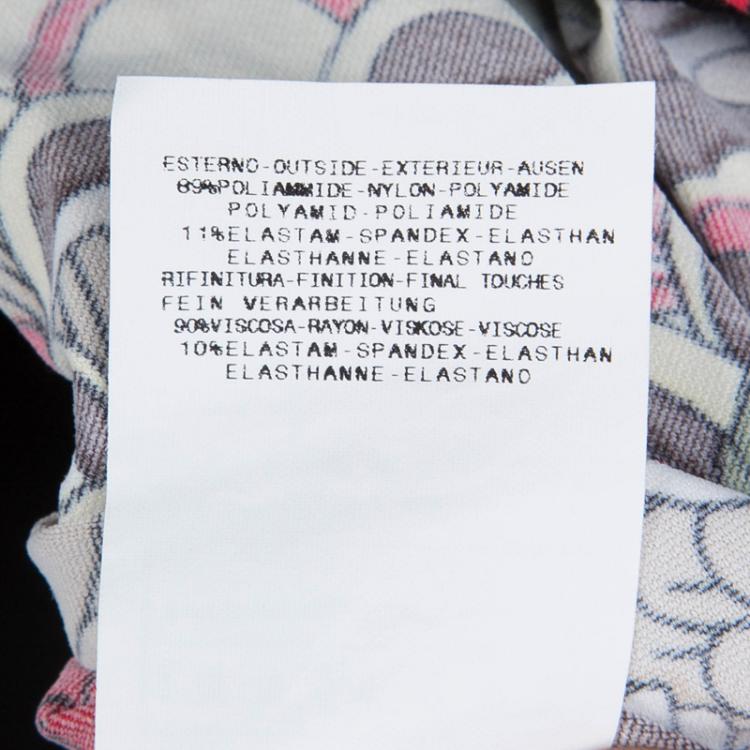 ESTERNO-OUTSIDE-EXTERIEUR-AUSEN
89%POLIAMMIDE-NYLON-POLYAMIDE
POLYAMID-POLIAMIDE
11%ELASTAM-SPANDEX-ELASTHAN
ELASTHANNE-ELASTANO
RIFINITURA-FINITION-FINAL TOUCHES
FEIN VERARBEITUNG
90%VISCOSA-RAYON-VISKOSE-VISCOSE
10%ELASTAM-SPANDEX-ELASTHAN
ELASTHANNE-ELASTANO